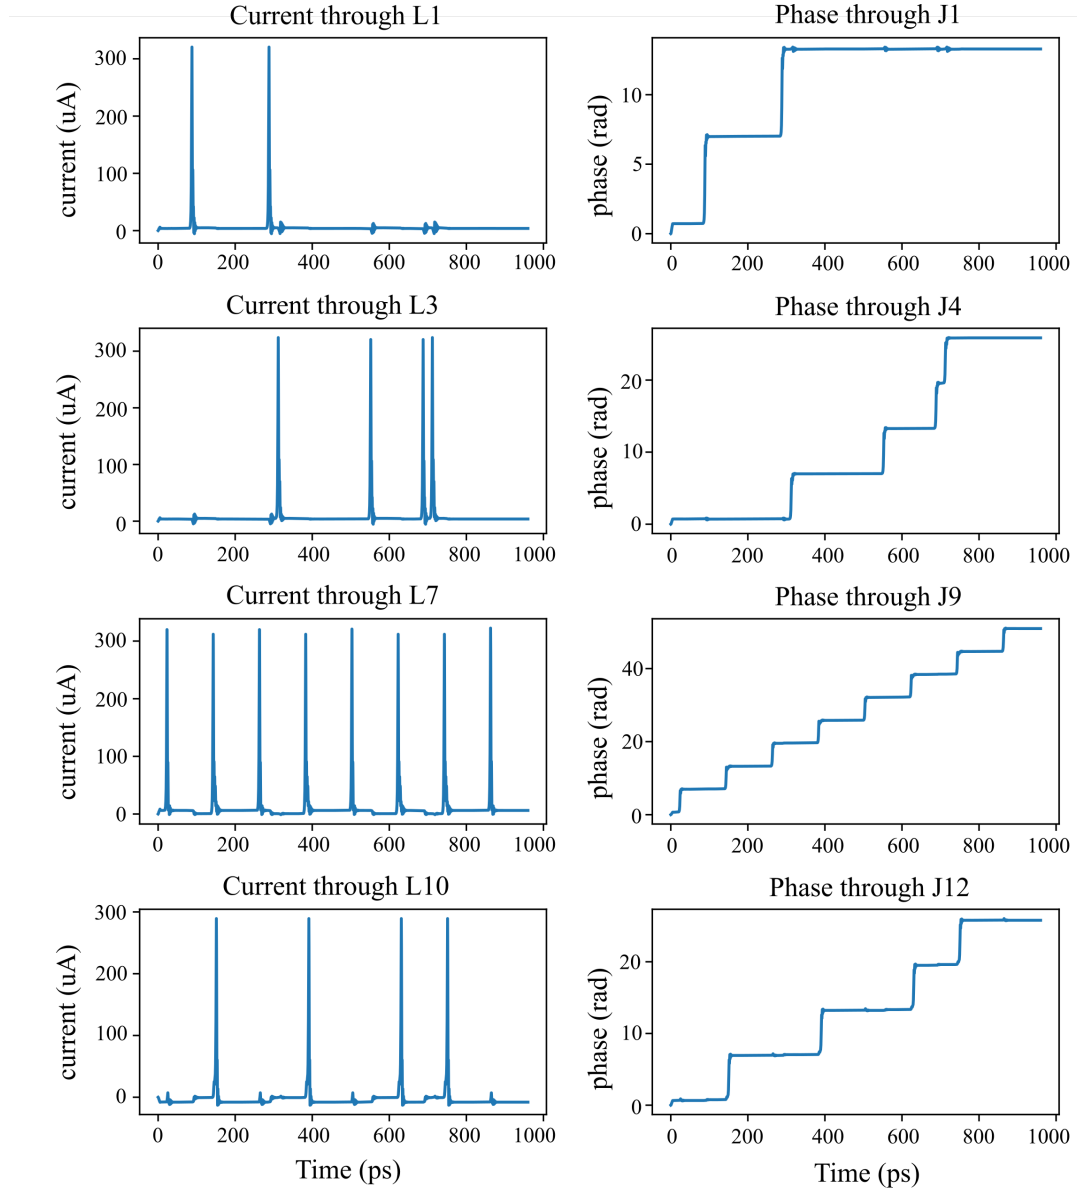 Current through L1
Phase through J1
300
200
100
0
current (uA)
10
5
0
phase (rad)
0 200 400 600 800 1000
0 200 400 600 800 1000
Current through L3
Phase through J4
300
200
100
0
current (uA)
20
10
0
phase (rad)
0 200 400 600 800 1000
0 200 400 600 800 1000
Current through L7
Phase through J9
300
200
100
0
current (uA)
40
20
0
phase (rad)
0 200 400 600 800 1000
0 200 400 600 800 1000
Current through L10
Phase through J12
300
200
100
0
current (uA)
20
10
0
phase (rad)
0 200 400 600 800 1000
0 200 400 600 800 1000
Time (ps)
Time (ps)